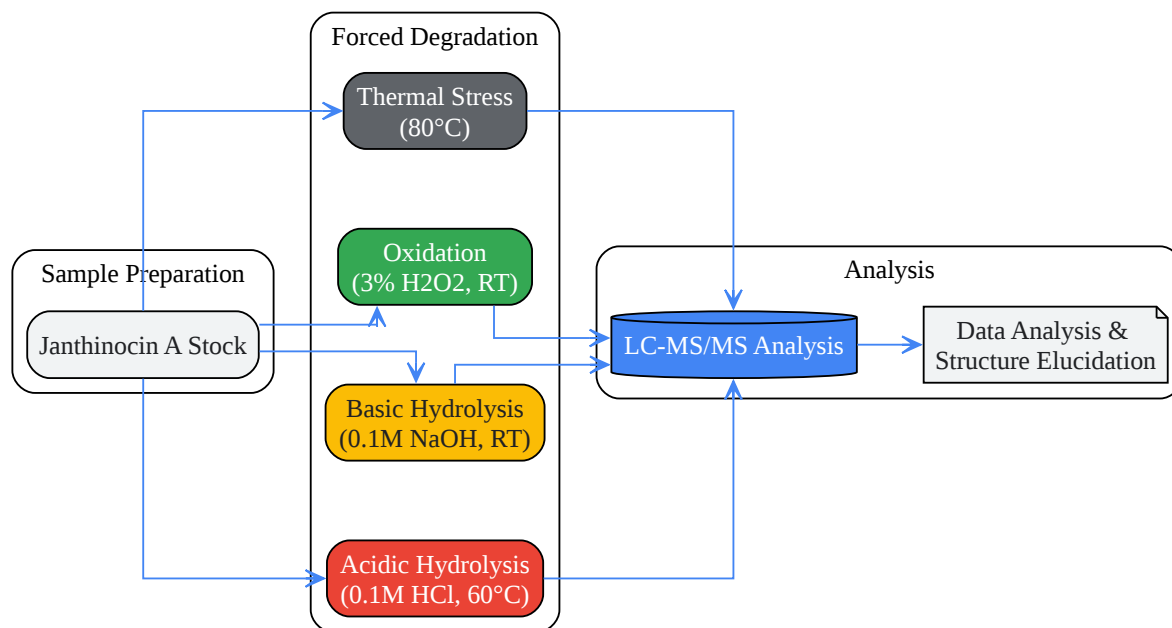 Forced Degradation
Thermal Stress
(80°C)
Oxidation
(3% H2O2, RT)
Sample Preparation
Janthinocin A Stock
Basic Hydrolysis
(0.1M NaOH, RT)
Acidic Hydrolysis
(0.1M HCl, 60°C)
Analysis
LC-MS/MS Analysis
Data Analysis &
Structure Elucidation